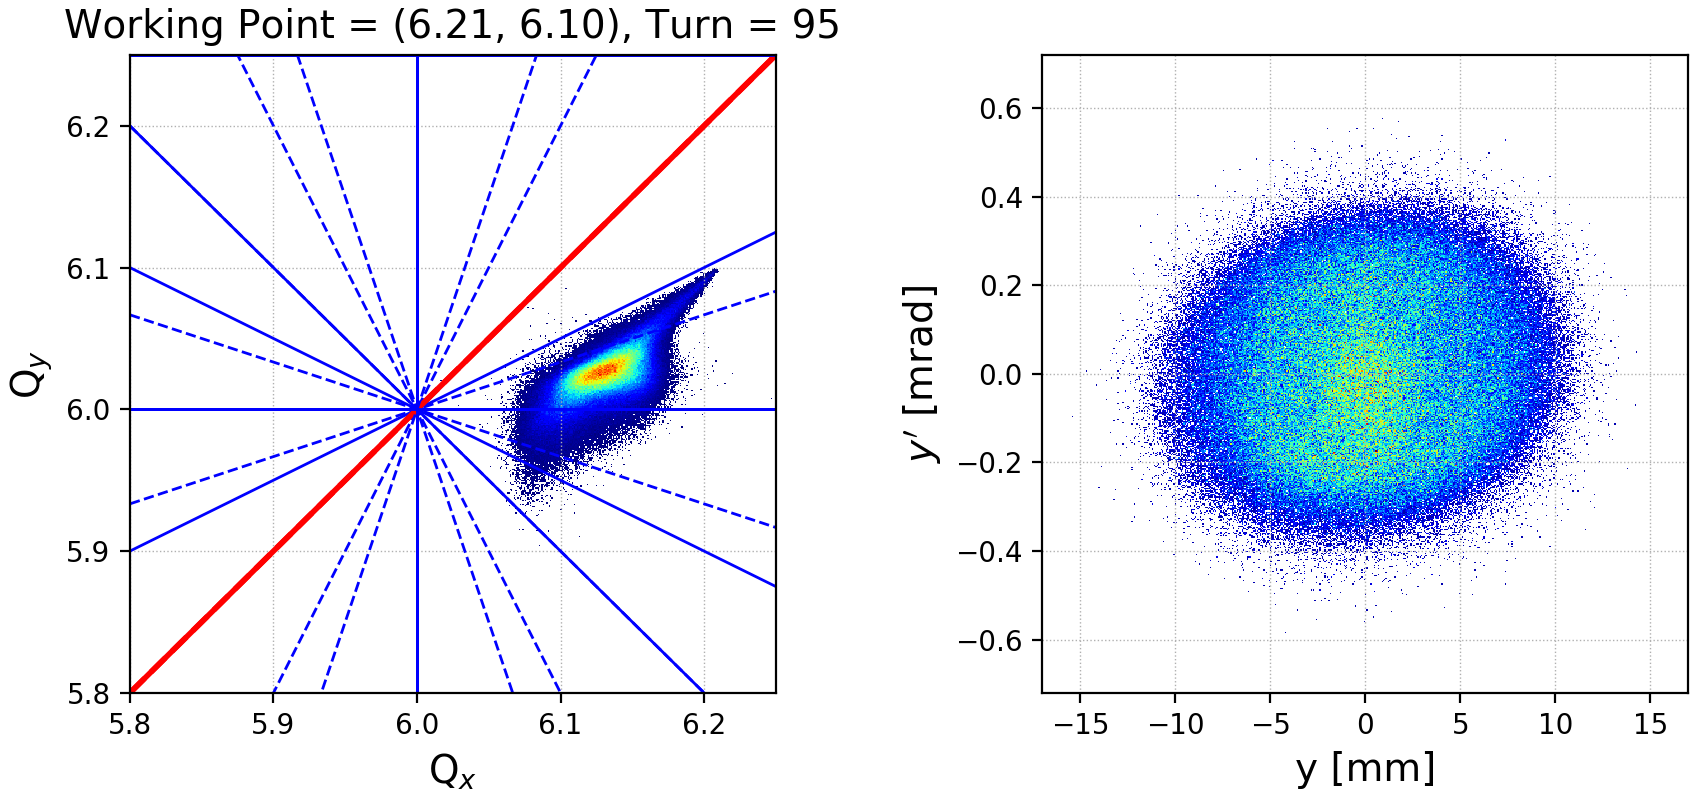 Working Point = (6.21, 6.10), Turn = 95
6.2
6.1
6.0
5.9
5.8
Qy
5.8 5.9 6.0 6.1 6.2
Qx
0.6
0.4
0.2
0.0
−0.2
−0.4
−0.6
y′ [mrad]
−15 −10 −5 0 5 10 15
y [mm]